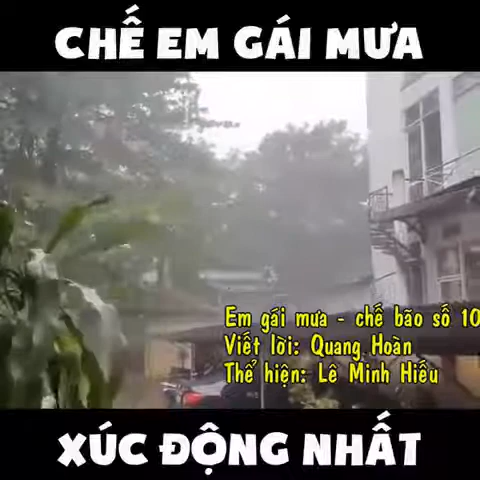 CHẾ EM GÁI MƯA
Em gái mưa - chế bão số 10
Viết lời: Quang Hoàn
Thể hiện: Lê Minh Hiếu
XÚC ĐỘNG NHẤT